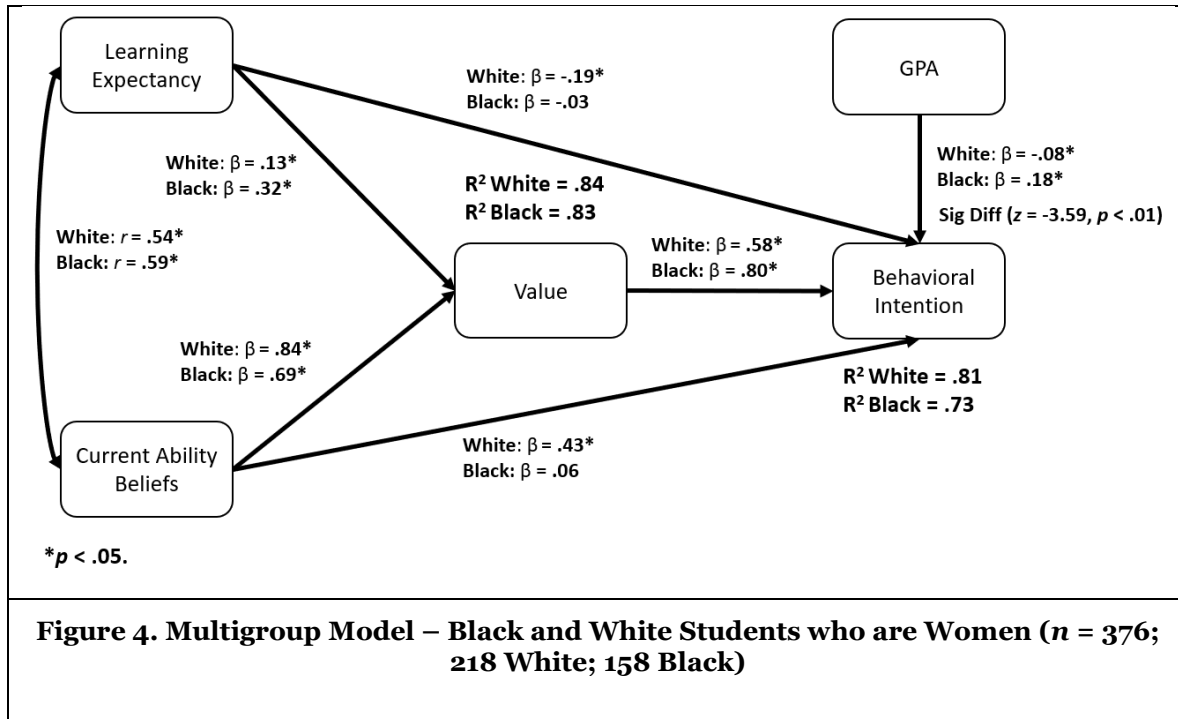 Learning
Expectancy
GPA
White: β = -.19*
Black: β = -.03
White: β = .13*
Black: β = .32*
R² White = .84
R² Black = .83
White: β = -.08*
Black: β = .18*
Sig Diff (z = -3.59, p < .01)
White: r = .54*
Black: r = .59*
White: β = .58*
Black: β = .80*
Value
Behavioral
Intention
White: β = .84*
Black: β = .69*
R² White = .81
R² Black = .73
Current Ability
Beliefs
White: β = .43*
Black: β = .06
*p < .05.
Figure 4. Multigroup Model – Black and White Students who are Women (n = 376;
218 White; 158 Black)